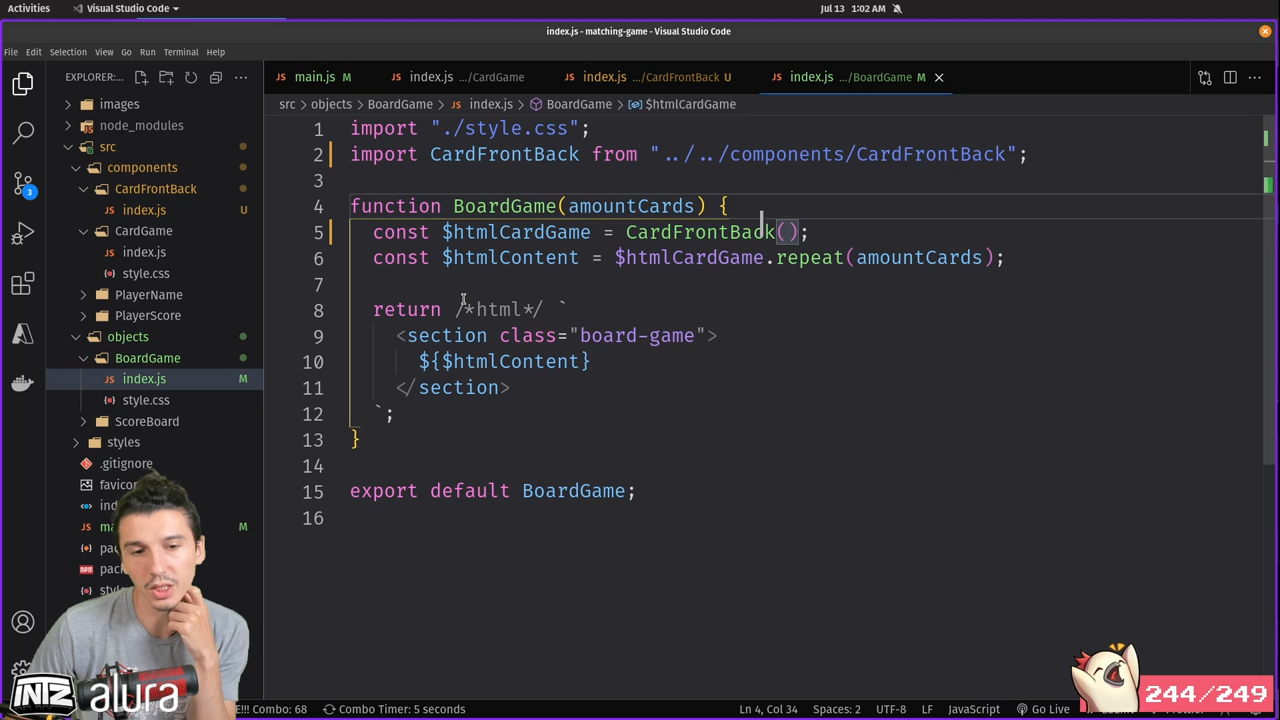 Activities
Visual Studio Code
Jul 13 1:02 AM
index.js - matching-game - Visual Studio Code
File Edit Selection View Go Run Terminal Help
EXPLORER:...
main.js M
index.js .../CardGame
index.js .../CardFrontBack U
index.js .../BoardGame M
src > objects > BoardGame > JS index.js > BoardGame > $htmlCardGame
images
node_modules
src
components
CardFrontBack
JS index.js U
CardGame
JS index.js
style.css
PlayerName
PlayerScore
objects
BoardGame
JS index.js M
style.css
ScoreBoard
styles
.gitignore
3
1 import "./style.css";
2 import CardFrontBack from "../../components/CardFrontBack";
3
4 function BoardGame(amountCards) {
5 const $htmlCardGame = CardFrontBack();
6 const $htmlContent = $htmlCardGame.repeat(amountCards);
7
8 return /*html*/ `
9 <section class="board-game">
10 ${$htmlContent}
11 </section>
12 `;
13 }
14
15 export default BoardGame;
16
NTZ alura
244/249
Combo: 68
Combo Timer: 5 seconds
Ln 4, Col 34
Spaces: 2
UTF-8
LF
JavaScript
Go Live